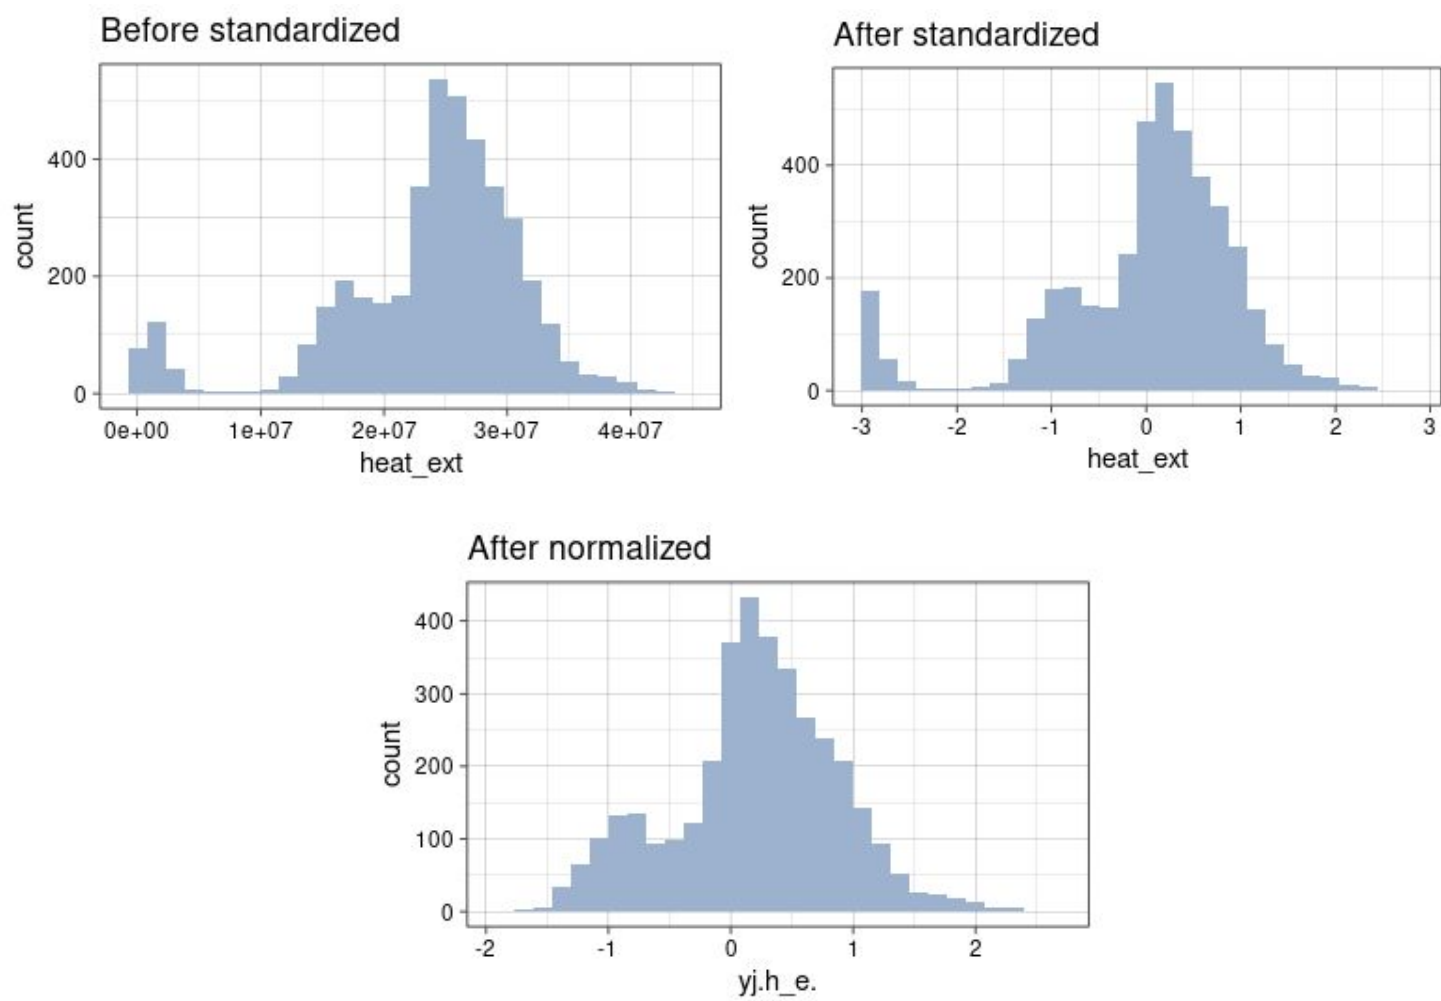 Before standardized
count
400
200
0
0e+00 1e+07 2e+07 3e+07 4e+07
heat_ext
After standardized
count
400
200
0
-3 -2 -1 0 1 2 3
heat_ext
After normalized
count
400
300
200
100
0
-2 -1 0 1 2
yj.h_e.